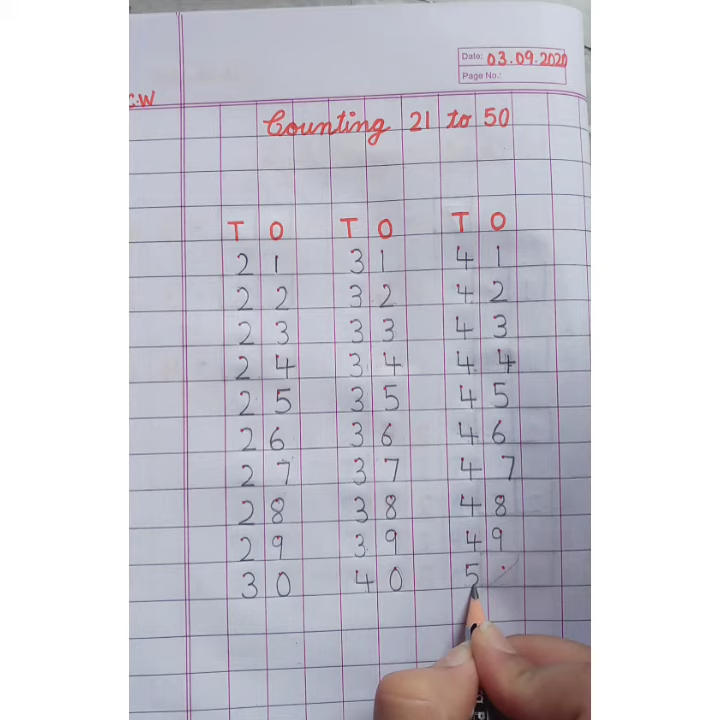 Date: 03.09.2020
Page No.:
C.W
Counting 21 to 50
T O T O T O
2 1 3 1 4 1
2 2 3 2 4 2
2 3 3 3 4 3
2 4 3 4 4 4
2 5 3 5 4 5
2 6 3 6 4 6
2 7 3 7 4 7
2 8 3 8 4 8
2 9 3 9 4 9
3 0 4 0 5